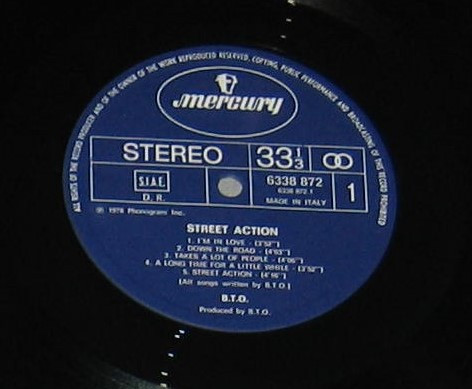 ALL RIGHTS OF THE RECORD PRODUCER AND OF THE OWNER OF THE WORK REPRODUCED RESERVED. COPYING, PUBLIC PERFORMANCE AND BROADCASTING OF THIS RECORD PROHIBITED
mercury
STEREO 33 1/3
S.I.A.E. 6338 872 1
6338 872.1
D. R. MADE IN ITALY
℗ 1978 Phonogram Inc.
STREET ACTION
1. I'M IN LOVE - (3'52")
2. DOWN THE ROAD - (4'03")
3. TAKES A LOT OF PEOPLE - (4'06")
4. A LONG TIME FOR A LITTLE WHILE - (3'52")
5. STREET ACTION - (4'16")
(All songs written by B.T.O.)
B.T.O.
Produced by B.T.O.